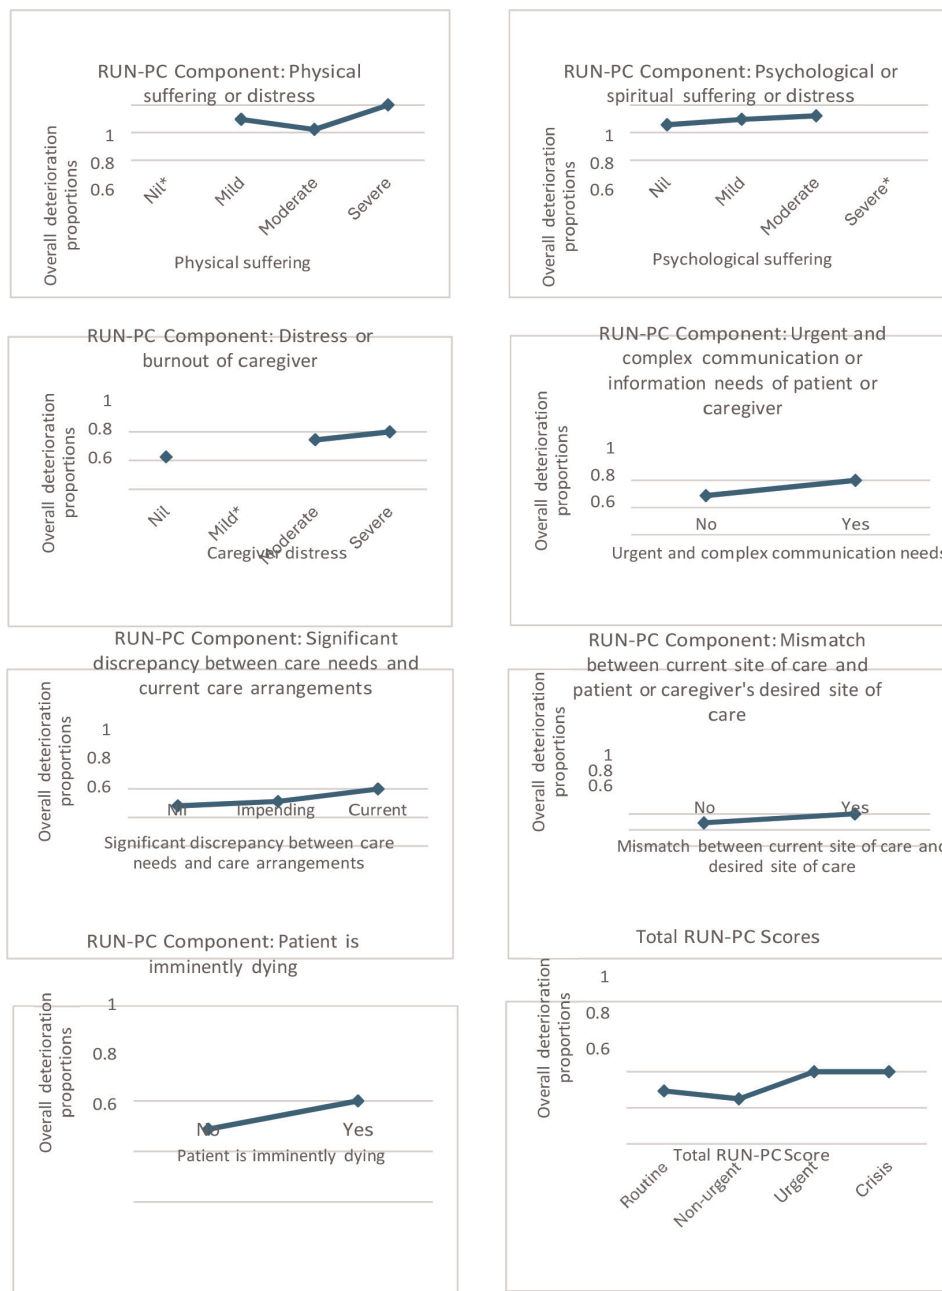 RUN-PC Component: Physical
suffering or distress
Overall deterioration
proportions
1
0.8
0.6
Nil*
Mild
Moderate
Severe
Physical suffering
RUN-PC Component: Psychological or
spiritual suffering or distress
Overall deterioration
proprotions
1
0.8
0.6
Nil
Mild
Moderate
Severe*
Psychological suffering
RUN-PC Component: Distress or
burnout of caregiver
Overall deterioration
proportions
1
0.8
0.6
Nil
Mild*
Moderate
Severe
Caregiver distress
RUN-PC Component: Urgent and
complex communication or
information needs of patient or
caregiver
Overall deterioration
proportions
1
0.8
0.6
No
Yes
Urgent and complex communication needs
RUN-PC Component: Significant
discrepancy between care needs and
current care arrangements
Overall deterioration
proportions
1
0.8
0.6
Nil
Impending
Current
Significant discrepancy between care
needs and care arrangements
RUN-PC Component: Mismatch
between current site of care and
patient or caregiver's desired site of
care
Overall deterioration
proportions
1
0.8
0.6
No
Yes
Mismatch between current site of care and
desired site of care
RUN-PC Component: Patient is
imminently dying
Overall deterioration
proportions
1
0.8
0.6
No
Yes
Patient is imminently dying
Total RUN-PC Scores
Overall deterioration
proportions
1
0.8
0.6
Routine
Non-urgent
Urgent
Crisis
Total RUN-PC Score